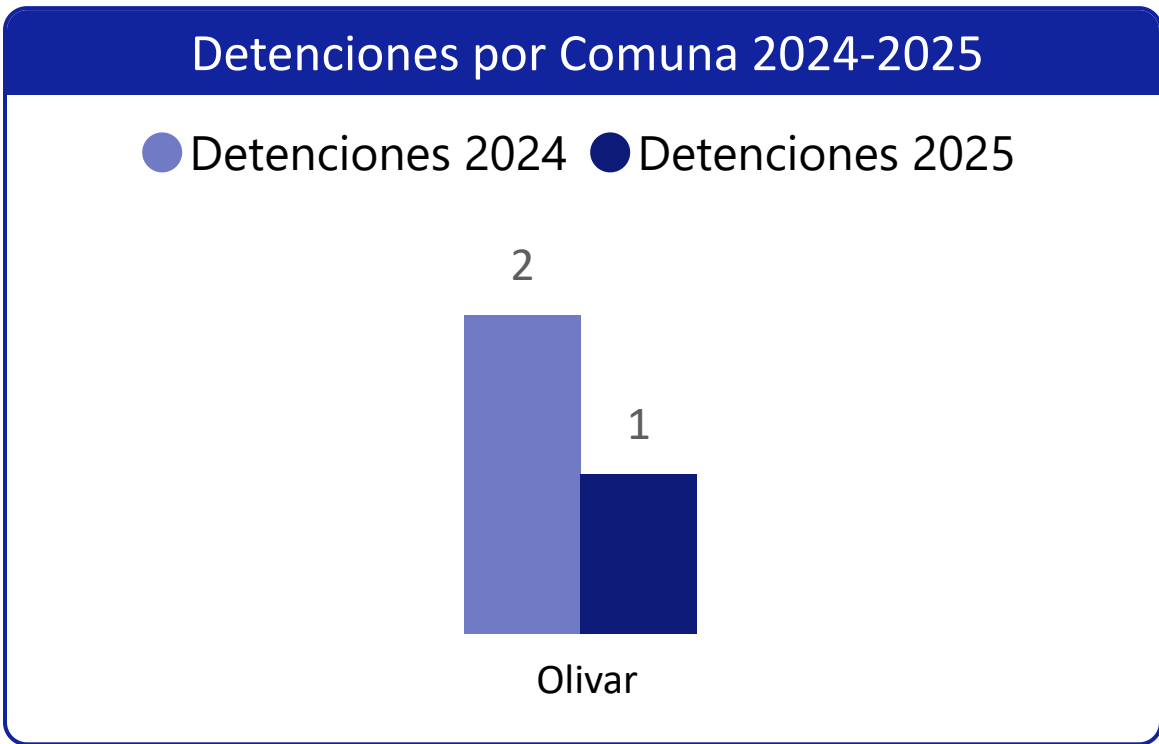 Detenciones por Comuna 2024-2025
Detenciones 2024 Detenciones 2025
2
1
Olivar